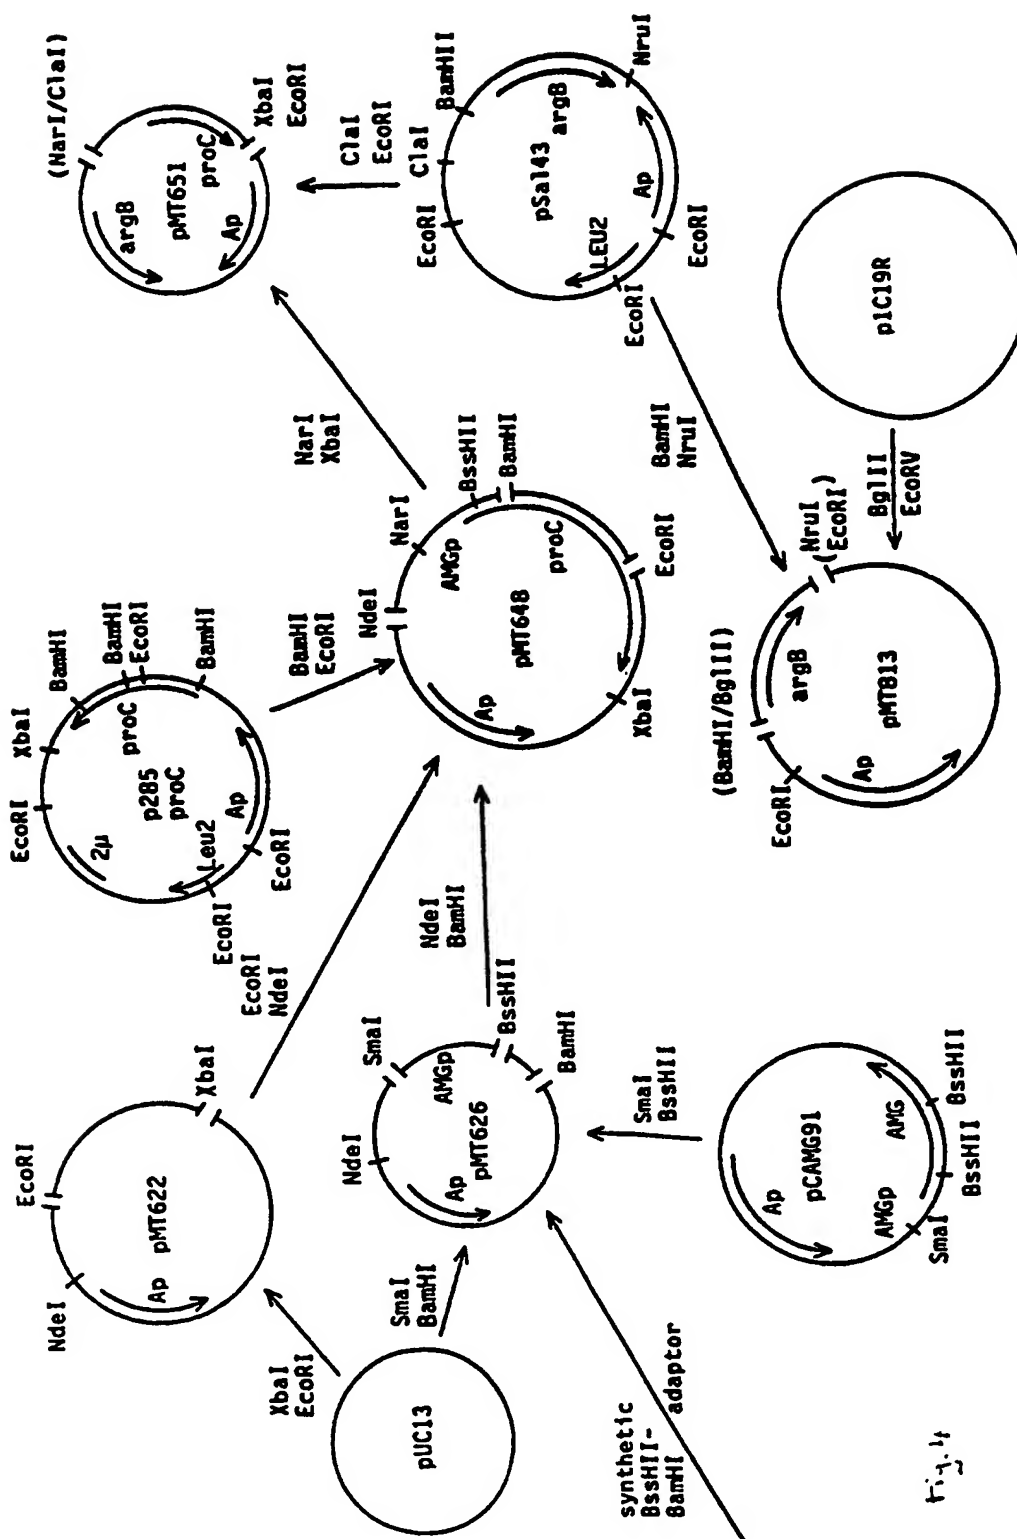 (NarI/ClaI)
argB
pMT651
proC
Ap
XbaI
EcoRI
ClaI
EcoRI
EcoRI
ClaI
BamHII
pSal43
argB
NruI
Ap
LEU2
EcoRI
EcoRI
pIC19R
BglII
EcoRV
BamHI
NruI
NarI
XbaI
EcoRI
XbaI
BamHI
BamHI
EcoRI
BamHI
2μ
p285
proC
proC
Leu2
Ap
EcoRI
EcoRI
BamHI
EcoRI
NdeI
NarI
AMGp
BssHII
BamHI
Ap
pMT648
proC
XbaI
EcoRI
(BamHI/BglII)
EcoRI
argB
NruI
(EcoRI)
Ap
pMT813
EcoRI
NdeI
NdeI
BamHI
NdeI
EcoRI
pMT622
Ap
XbaI
NdeI
SmaI
AMGp
BssHII
BamHI
Ap
pMT626
SmaI
BssHII
Ap
pCAMG91
AMGp
AMG
SmaI
BssHII
BssHII
XbaI
EcoRI
SmaI
BamHI
pUC13
synthetic
BssHII-
BamHI adaptor
Fig.4